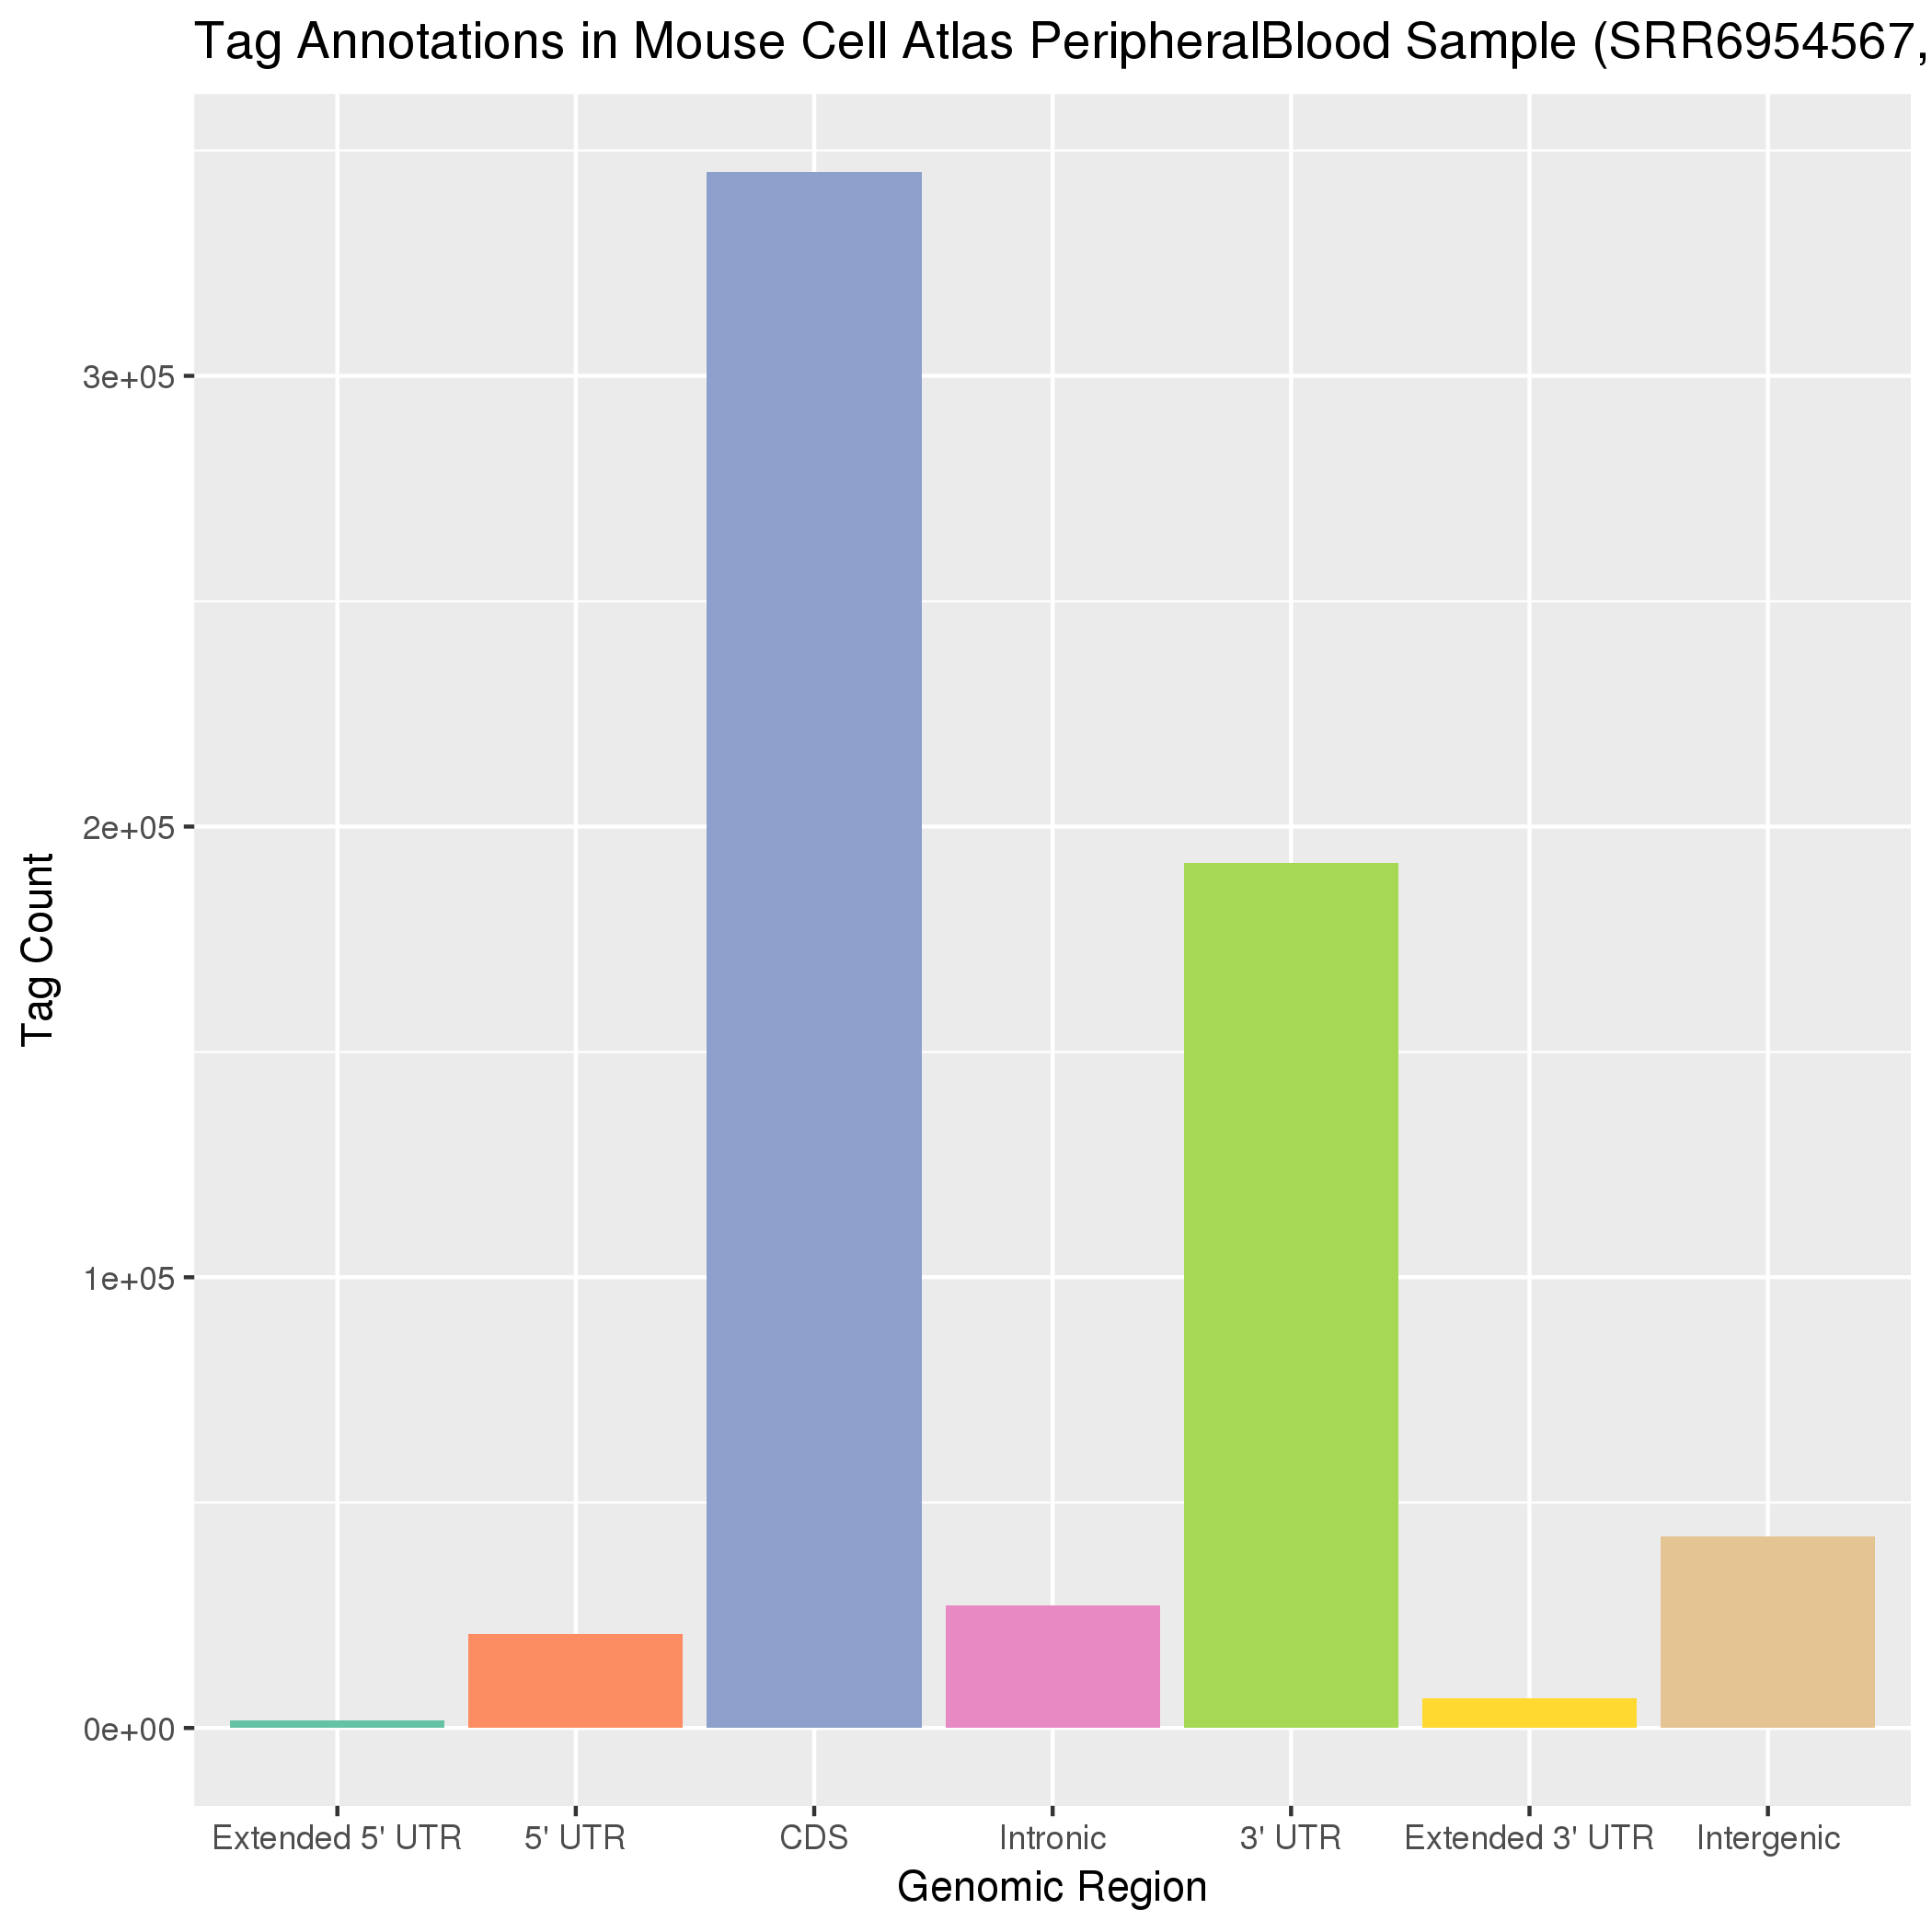 Tag Annotations in Mouse Cell Atlas PeripheralBlood Sample (SRR6954567,
3e+05
2e+05
1e+05
0e+00
Tag Count
Extended 5' UTR 5' UTR CDS Intronic 3' UTR Extended 3' UTR Intergenic
Genomic Region